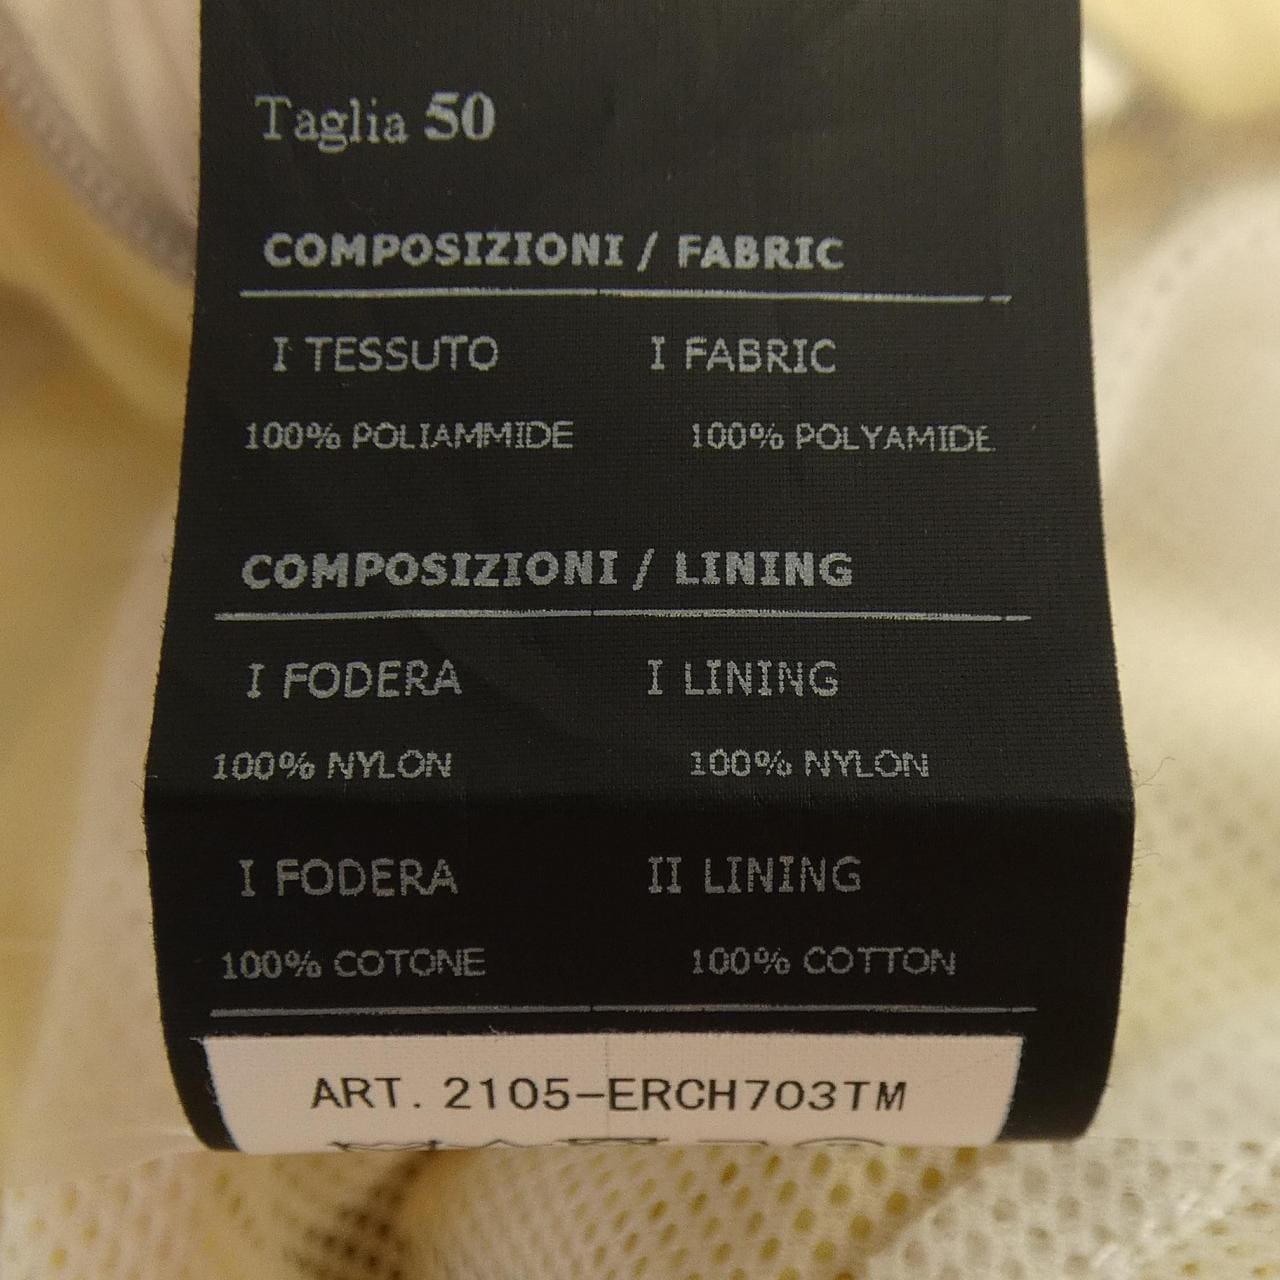 Taglia 50
COMPOSIZIONI / FABRIC
I TESSUTO I FABRIC
100% POLIAMMIDE 100% POLYAMIDE
COMPOSIZIONI / LINING
I FODERA I LINING
100% NYLON 100% NYLON
I FODERA II LINING
100% COTONE 100% COTTON
ART. 2105-ERCH703TM